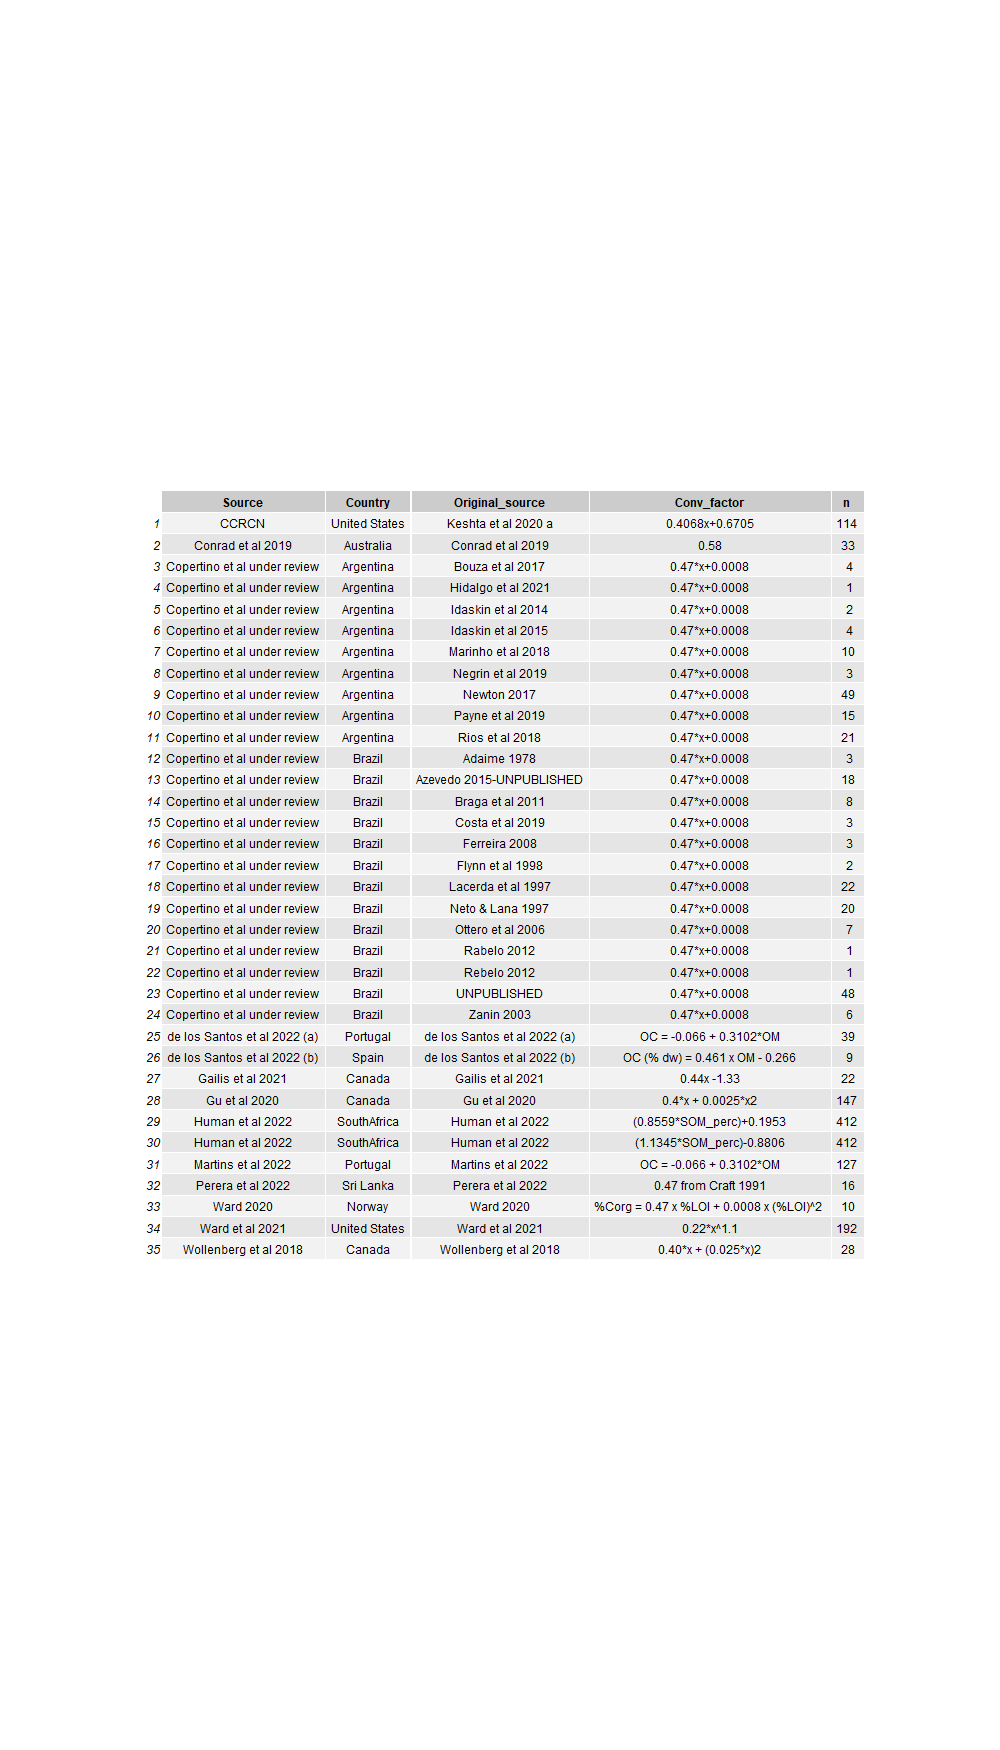 Source Country Original_source Conv_factor n
1 CCRCN United States Keshta et al 2020 a 0.4068x+0.6705 114
2 Conrad et al 2019 Australia Conrad et al 2019 0.58 33
3 Copertino et al under review Argentina Bouza et al 2017 0.47*x+0.0008 4
4 Copertino et al under review Argentina Hidalgo et al 2021 0.47*x+0.0008 1
5 Copertino et al under review Argentina Idaskin et al 2014 0.47*x+0.0008 2
6 Copertino et al under review Argentina Idaskin et al 2015 0.47*x+0.0008 4
7 Copertino et al under review Argentina Marinho et al 2018 0.47*x+0.0008 10
8 Copertino et al under review Argentina Negrin et al 2019 0.47*x+0.0008 3
9 Copertino et al under review Argentina Newton 2017 0.47*x+0.0008 49
10 Copertino et al under review Argentina Payne et al 2019 0.47*x+0.0008 15
11 Copertino et al under review Argentina Rios et al 2018 0.47*x+0.0008 21
12 Copertino et al under review Brazil Adaime 1978 0.47*x+0.0008 3
13 Copertino et al under review Brazil Azevedo 2015-UNPUBLISHED 0.47*x+0.0008 18
14 Copertino et al under review Brazil Braga et al 2011 0.47*x+0.0008 8
15 Copertino et al under review Brazil Costa et al 2019 0.47*x+0.0008 3
16 Copertino et al under review Brazil Ferreira 2008 0.47*x+0.0008 3
17 Copertino et al under review Brazil Flynn et al 1998 0.47*x+0.0008 2
18 Copertino et al under review Brazil Lacerda et al 1997 0.47*x+0.0008 22
19 Copertino et al under review Brazil Neto & Lana 1997 0.47*x+0.0008 20
20 Copertino et al under review Brazil Ottero et al 2006 0.47*x+0.0008 7
21 Copertino et al under review Brazil Rabelo 2012 0.47*x+0.0008 1
22 Copertino et al under review Brazil Rebelo 2012 0.47*x+0.0008 1
23 Copertino et al under review Brazil UNPUBLISHED 0.47*x+0.0008 48
24 Copertino et al under review Brazil Zanin 2003 0.47*x+0.0008 6
25 de los Santos et al 2022 (a) Portugal de los Santos et al 2022 (a) OC = -0.066 + 0.3102*OM 39
26 de los Santos et al 2022 (b) Spain de los Santos et al 2022 (b) OC (% dw) = 0.461 x OM - 0.266 9
27 Gailis et al 2021 Canada Gailis et al 2021 0.44x -1.33 22
28 Gu et al 2020 Canada Gu et al 2020 0.4*x + 0.0025*x2 147
29 Human et al 2022 SouthAfrica Human et al 2022 (0.8559*SOM_perc)+0.1953 412
30 Human et al 2022 SouthAfrica Human et al 2022 (1.1345*SOM_perc)-0.8806 412
31 Martins et al 2022 Portugal Martins et al 2022 OC = -0.066 + 0.3102*OM 127
32 Perera et al 2022 Sri Lanka Perera et al 2022 0.47 from Craft 1991 16
33 Ward 2020 Norway Ward 2020 %Corg = 0.47 x %LOI + 0.0008 x (%LOI)^2 10
34 Ward et al 2021 United States Ward et al 2021 0.22*x^1.1 192
35 Wollenberg et al 2018 Canada Wollenberg et al 2018 0.40*x + (0.025*x)2 28